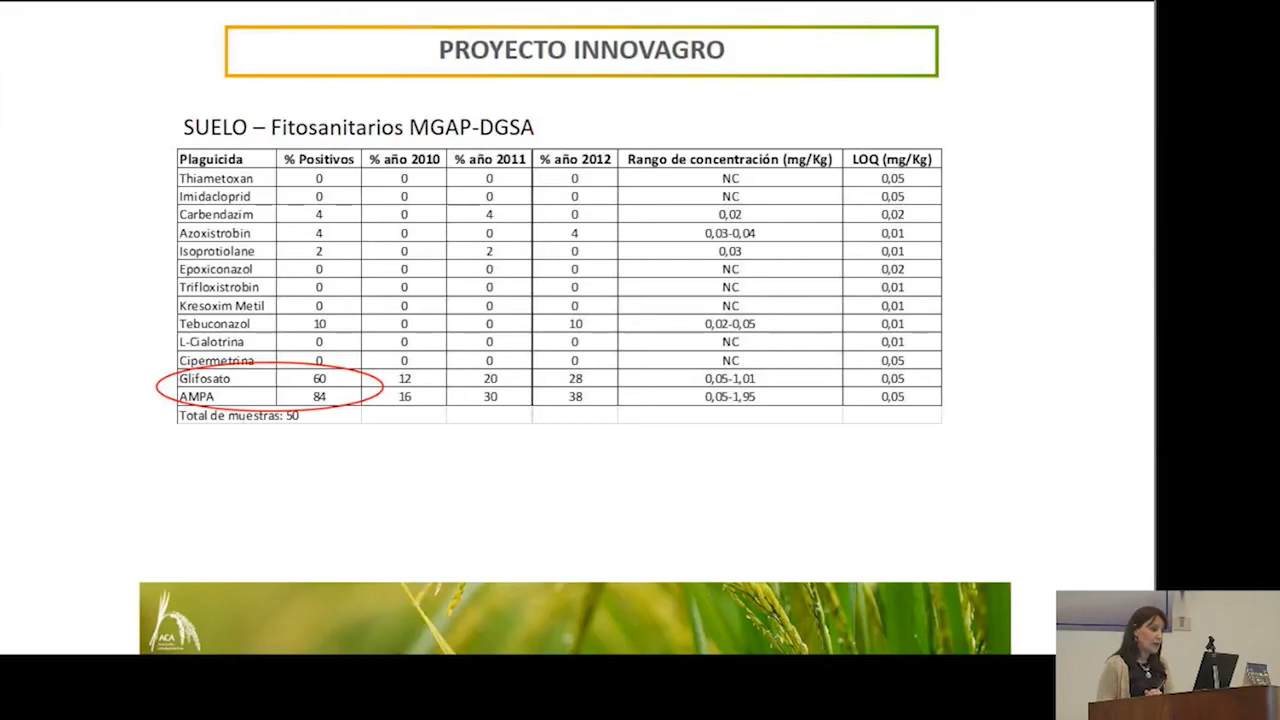 PROYECTO INNOVAGRO
SUELO – Fitosanitarios MGAP-DGSA
Plaguicida % Positivos % año 2010 % año 2011 % año 2012 Rango de concentración (mg/Kg) LOQ (mg/Kg)
Thiametoxan 0 0 0 0 NC 0,05
Imidacloprid 0 0 0 0 NC 0,05
Carbendazim 4 0 4 0 0,02 0,02
Azoxistrobin 4 0 0 4 0,03-0,04 0,01
Isoprotiolane 2 0 2 0 0,03 0,01
Epoxiconazol 0 0 0 0 NC 0,02
Trifloxistrobin 0 0 0 0 NC 0,01
Kresoxim Metil 0 0 0 0 NC 0,01
Tebuconazol 10 0 0 10 0,02-0,05 0,01
L-Cialotrina 0 0 0 0 NC 0,01
Cipermetrina 0 0 0 0 NC 0,05
Glifosato 60 12 20 28 0,05-1,01 0,05
AMPA 84 16 30 38 0,05-1,95 0,05
Total de muestras: 50
ACA